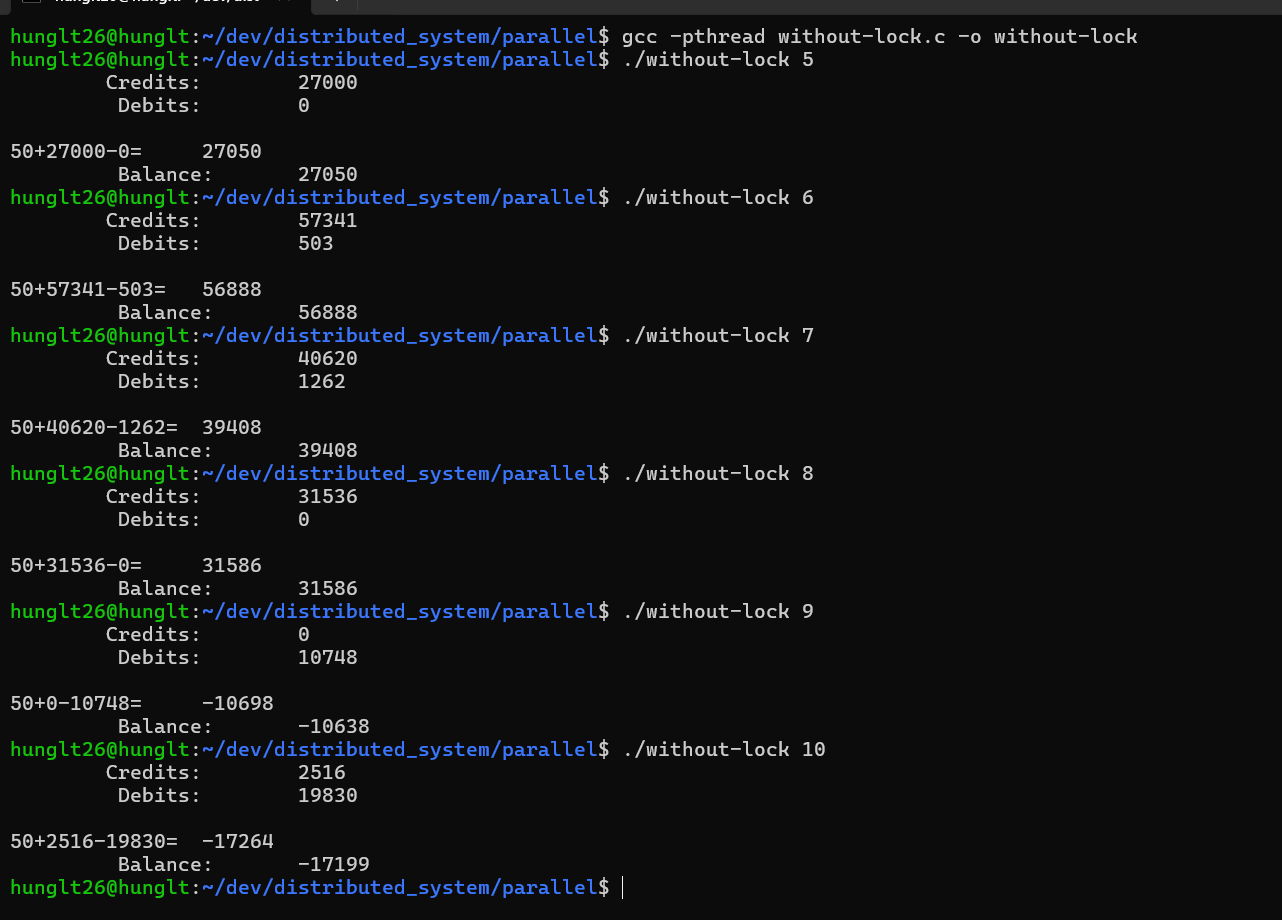 hunglt26@hunglt:~/dev/distributed_system/parallel$ gcc -pthread without-lock.c -o without-lock
hunglt26@hunglt:~/dev/distributed_system/parallel$ ./without-lock 5
Credits: 27000
Debits: 0
50+27000-0= 27050
Balance: 27050
hunglt26@hunglt:~/dev/distributed_system/parallel$ ./without-lock 6
Credits: 57341
Debits: 503
50+57341-503= 56888
Balance: 56888
hunglt26@hunglt:~/dev/distributed_system/parallel$ ./without-lock 7
Credits: 40620
Debits: 1262
50+40620-1262= 39408
Balance: 39408
hunglt26@hunglt:~/dev/distributed_system/parallel$ ./without-lock 8
Credits: 31536
Debits: 0
50+31536-0= 31586
Balance: 31586
hunglt26@hunglt:~/dev/distributed_system/parallel$ ./without-lock 9
Credits: 0
Debits: 10748
50+0-10748= -10698
Balance: -10638
hunglt26@hunglt:~/dev/distributed_system/parallel$ ./without-lock 10
Credits: 2516
Debits: 19830
50+2516-19830= -17264
Balance: -17199
hunglt26@hunglt:~/dev/distributed_system/parallel$